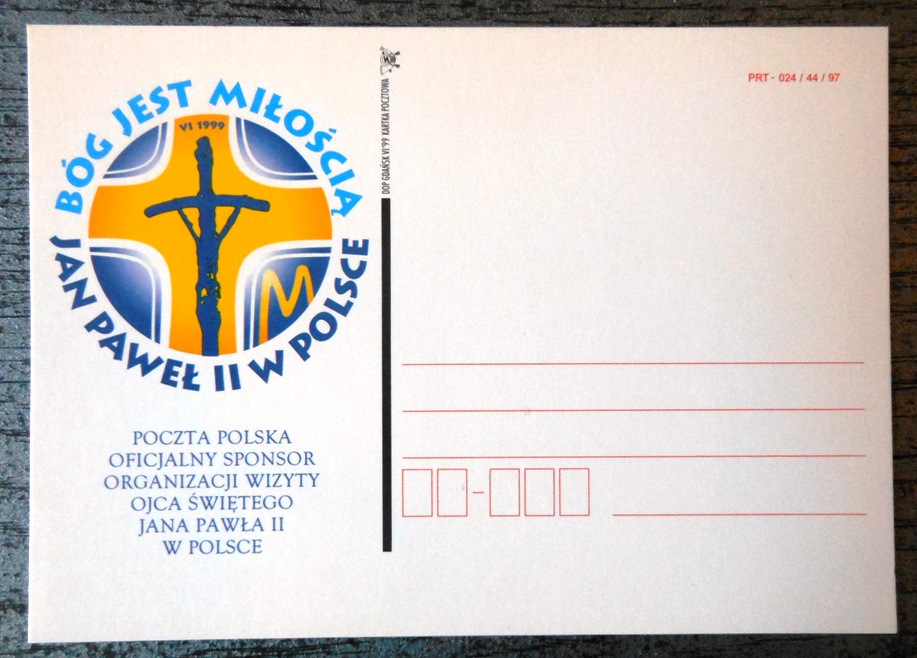 BÓG JEST MIŁOŚCIĄ
VI 1999
M
JAN PAWEŁ II W POLSCE
POCZTA POLSKA
OFICJALNY SPONSOR
ORGANIZACJI WIZYTY
OJCA ŚWIĘTEGO
JANA PAWŁA II
W POLSCE
DOP GDAŃSK VI'99 KARTKA POCZTOWA
PRT - 024 / 44 / 97